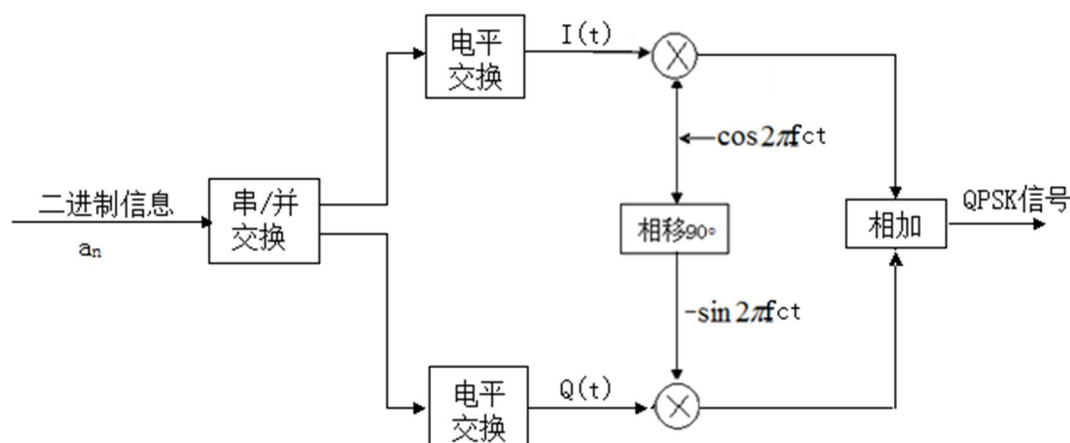 电平
交换
I(t)
cos2πfct
二进制信息
aₙ
串/并
交换
相移90°
相加
QPSK信号
-sin2πfct
电平
交换
Q(t)